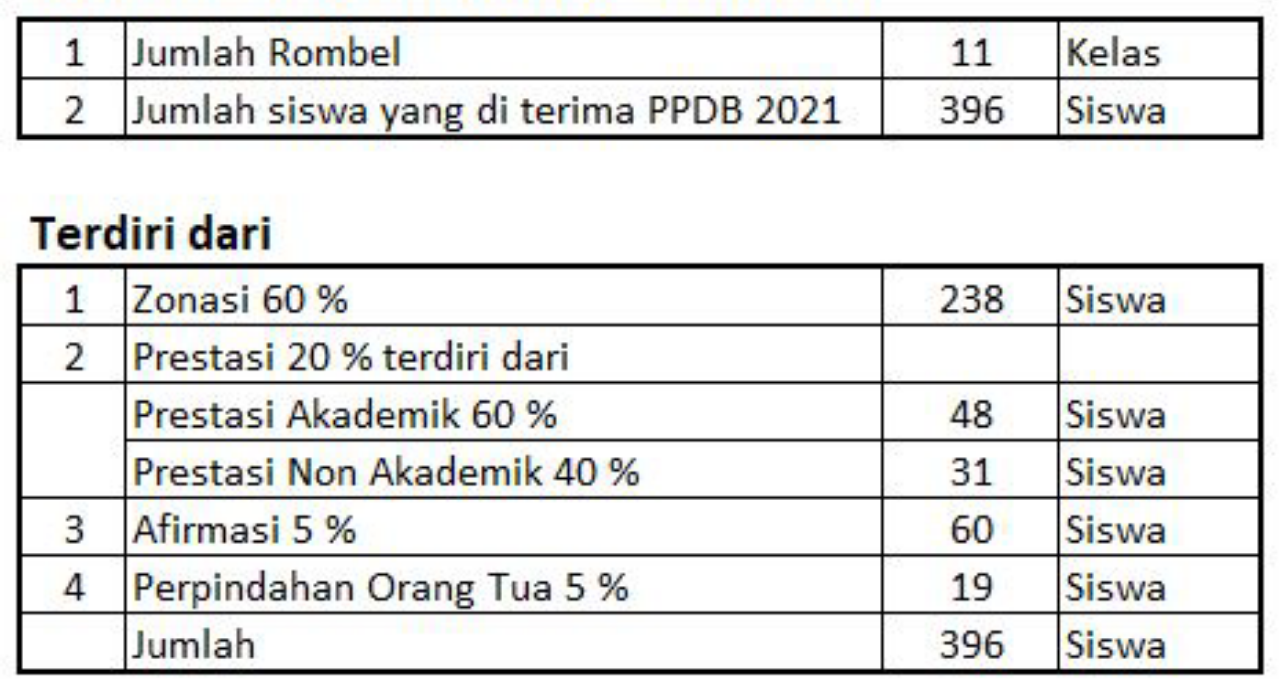 1 Jumlah Rombel 11 Kelas
2 Jumlah siswa yang di terima PPDB 2021 396 Siswa
Terdiri dari
1 Zonasi 60 % 238 Siswa
2 Prestasi 20 % terdiri dari
Prestasi Akademik 60 % 48 Siswa
Prestasi Non Akademik 40 % 31 Siswa
3 Afirmasi 5 % 60 Siswa
4 Perpindahan Orang Tua 5 % 19 Siswa
Jumlah 396 Siswa